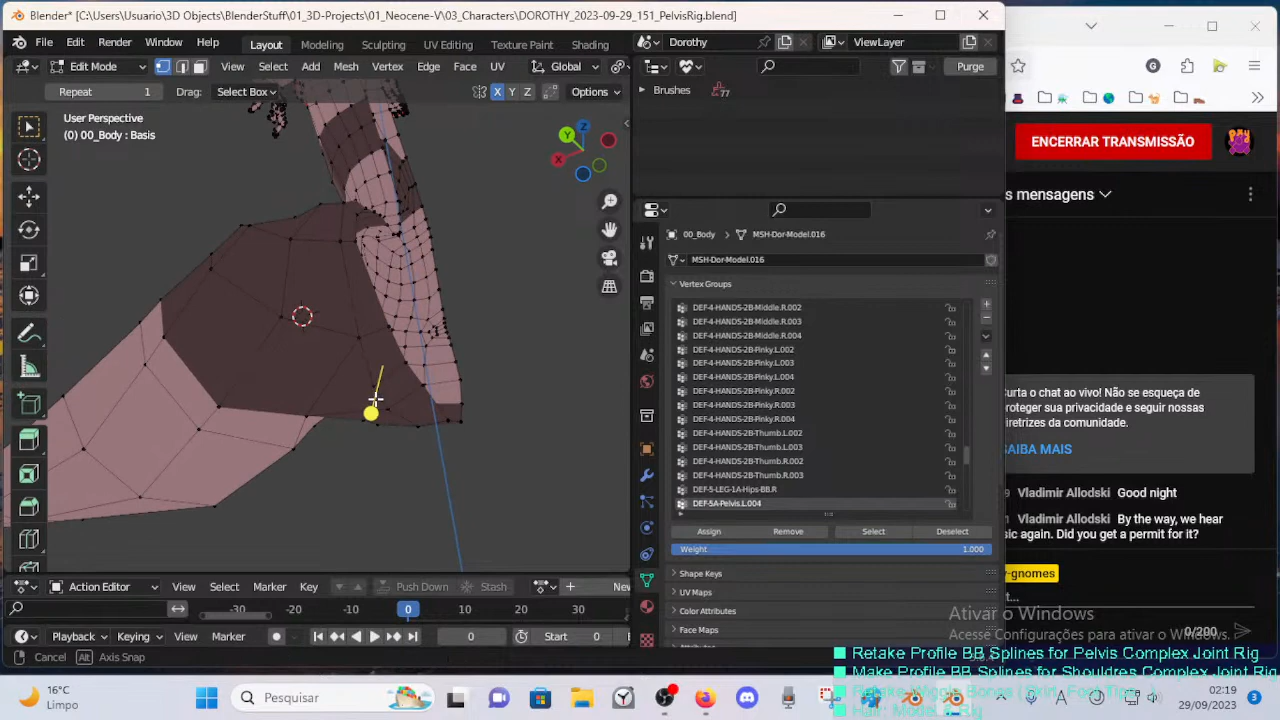 Blender* [C:\Users\Usuario\3D Objects\BlenderStuff\01_3D-Projects\01_Neocene-V\03_Characters\DOROTHY_2023-09-29_151_PelvisRig.blend]
File Edit Render Window Help Layout Modeling Sculpting UV Editing Texture Paint Shading
Dorothy
ViewLayer
Edit Mode View Select Add Mesh Vertex Edge Face UV Global
Purge
Repeat 1 Drag: Select Box
X Y Z Options
Brushes 77
User Perspective
(0) 00_Body : Basis
Z
Y
X
ENCERRAR TRANSMISSÃO
s mensagens
00_Body MSH-Dor-Model.016
MSH-Dor-Model.016
Vertex Groups
DEF-4-HANDS-2B-Middle.R.002
DEF-4-HANDS-2B-Middle.R.003
DEF-4-HANDS-2B-Middle.R.004
DEF-4-HANDS-2B-Pinky.L.002
DEF-4-HANDS-2B-Pinky.L.003
DEF-4-HANDS-2B-Pinky.L.004
DEF-4-HANDS-2B-Pinky.R.002
DEF-4-HANDS-2B-Pinky.R.003
DEF-4-HANDS-2B-Pinky.R.004
DEF-4-HANDS-2B-Thumb.L.002
DEF-4-HANDS-2B-Thumb.L.003
DEF-4-HANDS-2B-Thumb.R.002
DEF-4-HANDS-2B-Thumb.R.003
DEF-5-LEG-1A-Hips-BB.R
DEF-5A-Pelvis.L.004
Assign Remove Select Deselect
Weight 1.000
Shape Keys
UV Maps
Color Attributes
Face Maps
Curta o chat ao vivo! Não se esqueça de
proteger sua privacidade e seguir nossas
diretrizes da comunidade.
SAIBA MAIS
Vladimir Allodski Good night
Vladimir Allodski By the way, we hear
sic again. Did you get a permit for it?
y-gnomes
0/200
Action Editor View Select Marker Push Down Stash New
-30 -20 -10 0 10 20 30
Playback Keying View Marker 0 Start 0
Cancel Alt Axis Snap
Ativar o Windows
Acesse Configurações para ativar o Windows.
Retake Profile BB Splines for Pelvis Complex Joint Rig
Make Profile BB Splines for Shouldres Complex Joint Rig
Hair: Model & Rig
16°C
Limpo
Pesquisar
02:19
29/09/2023
3